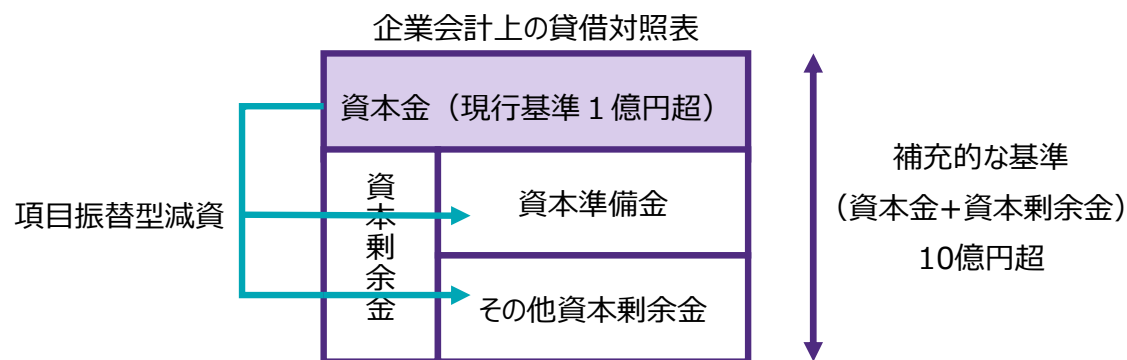 企業会計上の貸借対照表
資本金（現行基準１億円超）
項目振替型減資
資本剰余金
資本準備金
その他資本剰余金
補充的な基準
（資本金+資本剰余金）
10億円超